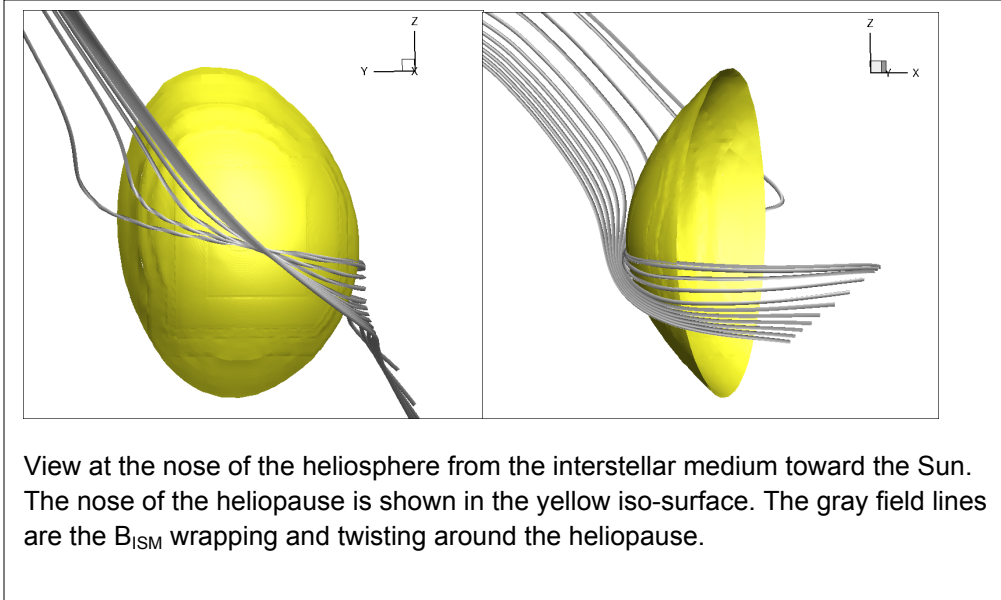 Z
Y
X
Z
Y
X
View at the nose of the heliosphere from the interstellar medium toward the Sun.
The nose of the heliopause is shown in the yellow iso-surface. The gray field lines
are the B_ISM wrapping and twisting around the heliopause.